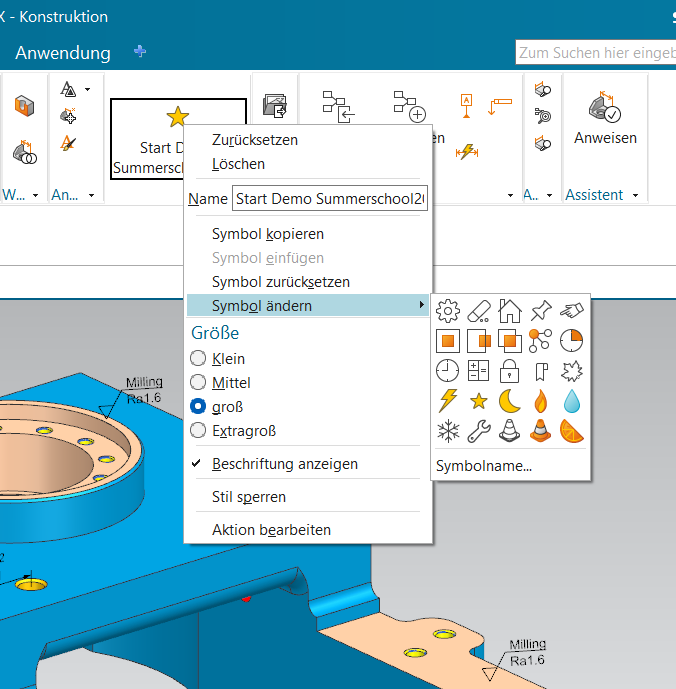 X - Konstruktion
Anwendung
Zum Suchen hier eingeb
Start D
Summersch
en
Anweisen
W...
An...
A..
Assistent
Zurücksetzen
Löschen
Name Start Demo Summerschool20
Symbol kopieren
Symbol einfügen
Symbol zurücksetzen
Symbol ändern
Größe
Klein
Mittel
groß
Extragroß
Beschriftung anzeigen
Stil sperren
Aktion bearbeiten
Symbolname...
Milling
Ra1.6
Milling
Ra1.6